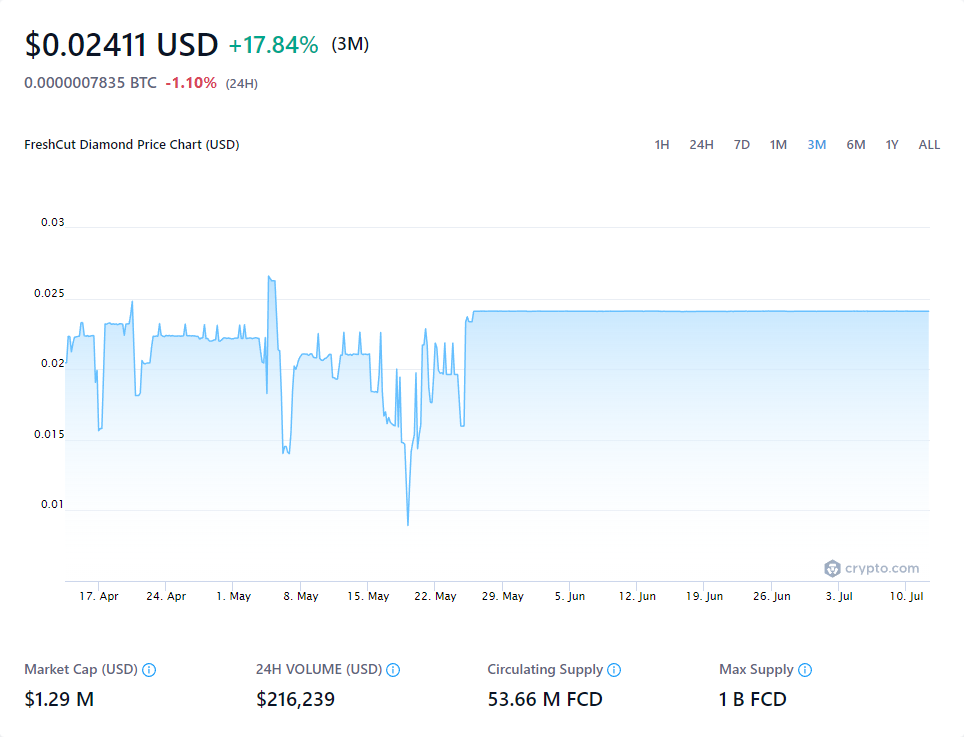 $0.02411 USD +17.84% (3M)
0.0000007835 BTC -1.10% (24H)
FreshCut Diamond Price Chart (USD) 1H 24H 7D 1M 3M 6M 1Y ALL
0.03
0.025
0.02
0.015
0.01
crypto.com
17. Apr 24. Apr 1. May 8. May 15. May 22. May 29. May 5. Jun 12. Jun 19. Jun 26. Jun 3. Jul 10. Jul
Market Cap (USD) 24H VOLUME (USD) Circulating Supply Max Supply
$1.29 M $216,239 53.66 M FCD 1 B FCD